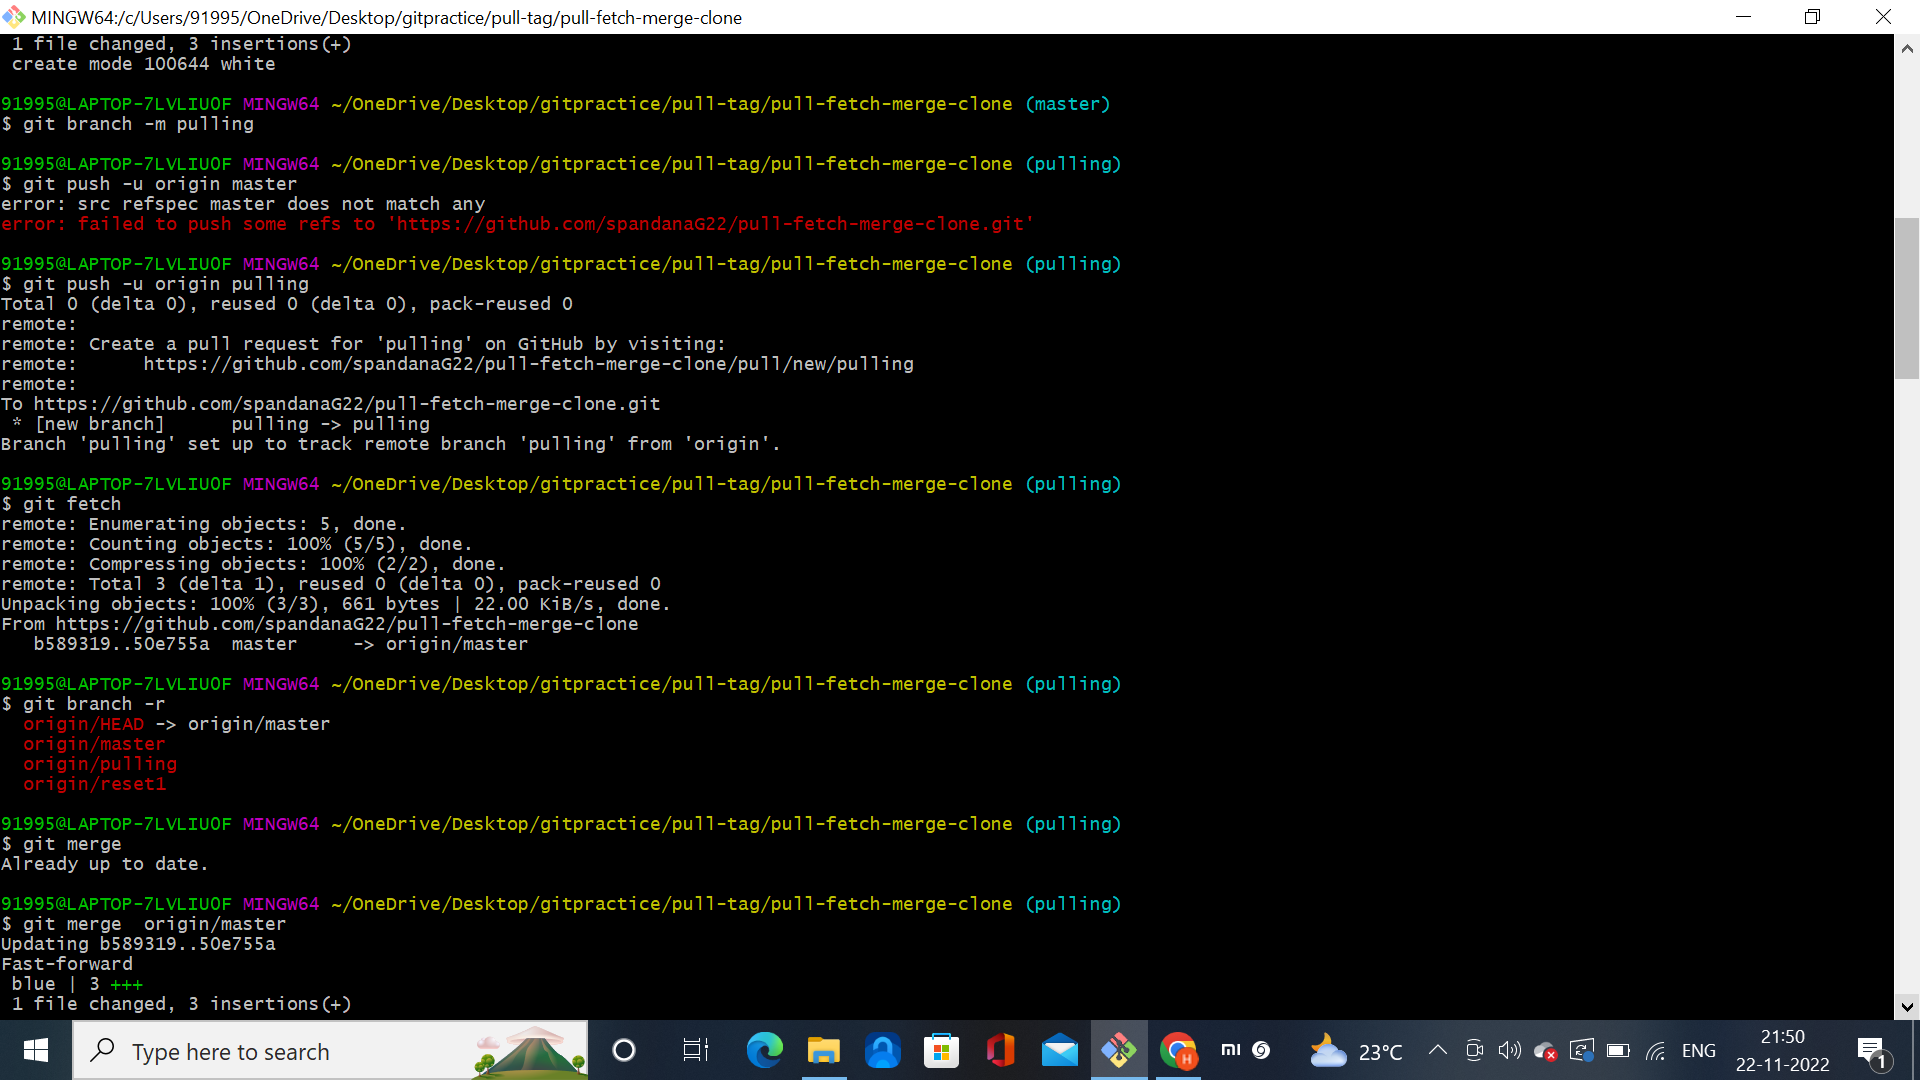 MINGW64:/c/Users/91995/OneDrive/Desktop/gitpractice/pull-tag/pull-fetch-merge-clone
 1 file changed, 3 insertions(+)
 create mode 100644 white

91995@LAPTOP-7LVLIUOF MINGW64 ~/OneDrive/Desktop/gitpractice/pull-tag/pull-fetch-merge-clone (master)
$ git branch -m pulling

91995@LAPTOP-7LVLIUOF MINGW64 ~/OneDrive/Desktop/gitpractice/pull-tag/pull-fetch-merge-clone (pulling)
$ git push -u origin master
error: src refspec master does not match any
error: failed to push some refs to 'https://github.com/spandanaG22/pull-fetch-merge-clone.git'

91995@LAPTOP-7LVLIUOF MINGW64 ~/OneDrive/Desktop/gitpractice/pull-tag/pull-fetch-merge-clone (pulling)
$ git push -u origin pulling
Total 0 (delta 0), reused 0 (delta 0), pack-reused 0
remote:
remote: Create a pull request for 'pulling' on GitHub by visiting:
remote:      https://github.com/spandanaG22/pull-fetch-merge-clone/pull/new/pulling
remote:
To https://github.com/spandanaG22/pull-fetch-merge-clone.git
 * [new branch]      pulling -> pulling
Branch 'pulling' set up to track remote branch 'pulling' from 'origin'.

91995@LAPTOP-7LVLIUOF MINGW64 ~/OneDrive/Desktop/gitpractice/pull-tag/pull-fetch-merge-clone (pulling)
$ git fetch
remote: Enumerating objects: 5, done.
remote: Counting objects: 100% (5/5), done.
remote: Compressing objects: 100% (2/2), done.
remote: Total 3 (delta 1), reused 0 (delta 0), pack-reused 0
Unpacking objects: 100% (3/3), 661 bytes | 22.00 KiB/s, done.
From https://github.com/spandanaG22/pull-fetch-merge-clone
   b589319..50e755a  master     -> origin/master

91995@LAPTOP-7LVLIUOF MINGW64 ~/OneDrive/Desktop/gitpractice/pull-tag/pull-fetch-merge-clone (pulling)
$ git branch -r
  origin/HEAD -> origin/master
  origin/master
  origin/pulling
  origin/reset1

91995@LAPTOP-7LVLIUOF MINGW64 ~/OneDrive/Desktop/gitpractice/pull-tag/pull-fetch-merge-clone (pulling)
$ git merge
Already up to date.

91995@LAPTOP-7LVLIUOF MINGW64 ~/OneDrive/Desktop/gitpractice/pull-tag/pull-fetch-merge-clone (pulling)
$ git merge  origin/master
Updating b589319..50e755a
Fast-forward
 blue | 3 +++
 1 file changed, 3 insertions(+)
Type here to search
H
mi
23°C
ENG
21:50
22-11-2022
1